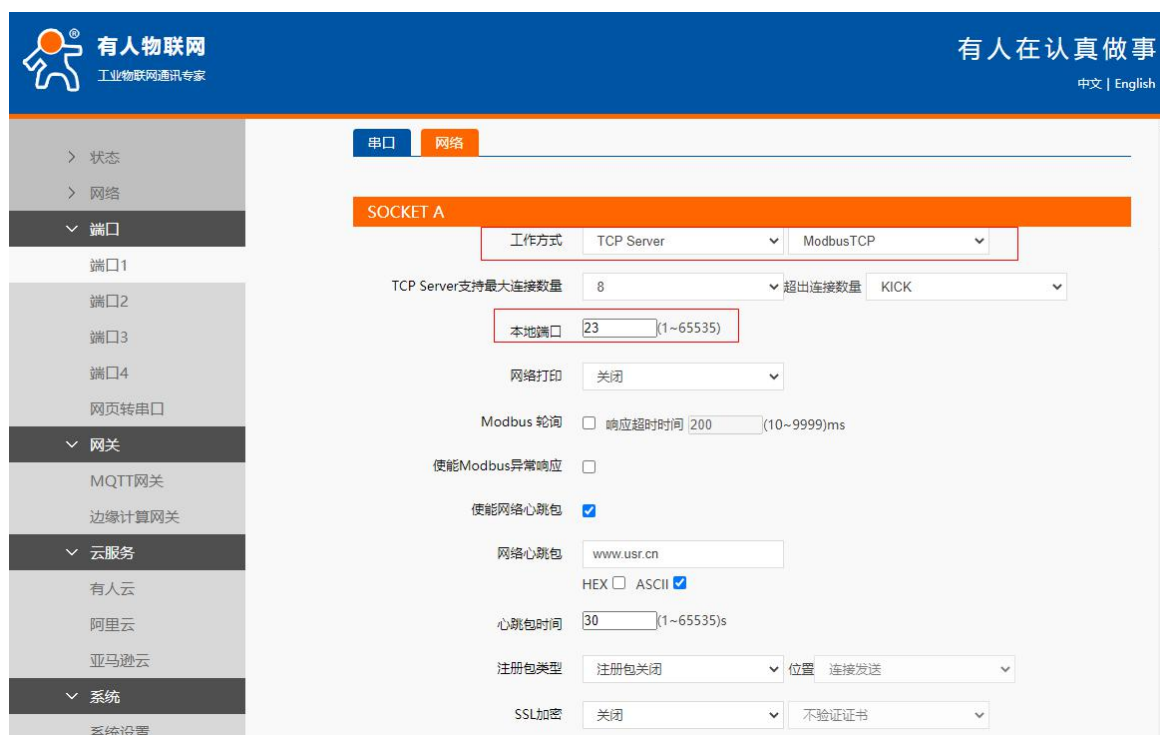 ®
有人物联网
工业物联网通讯专家
有人在认真做事
中文 | English
状态
网络
端口
端口1
端口2
端口3
端口4
网页转串口
网关
MQTT网关
边缘计算网关
云服务
有人云
阿里云
亚马逊云
系统
系统设置
串口 网络
SOCKET A
工作方式 TCP Server ModbusTCP
TCP Server支持最大连接数量 8 超出连接数量 KICK
本地端口 23 (1~65535)
网络打印 关闭
Modbus 轮询 响应超时时间 200 (10~9999)ms
使能Modbus异常响应
使能网络心跳包
网络心跳包 www.usr.cn
HEX ASCII
心跳包时间 30 (1~65535)s
注册包类型 注册包关闭 位置 连接发送
SSL加密 关闭 不验证证书